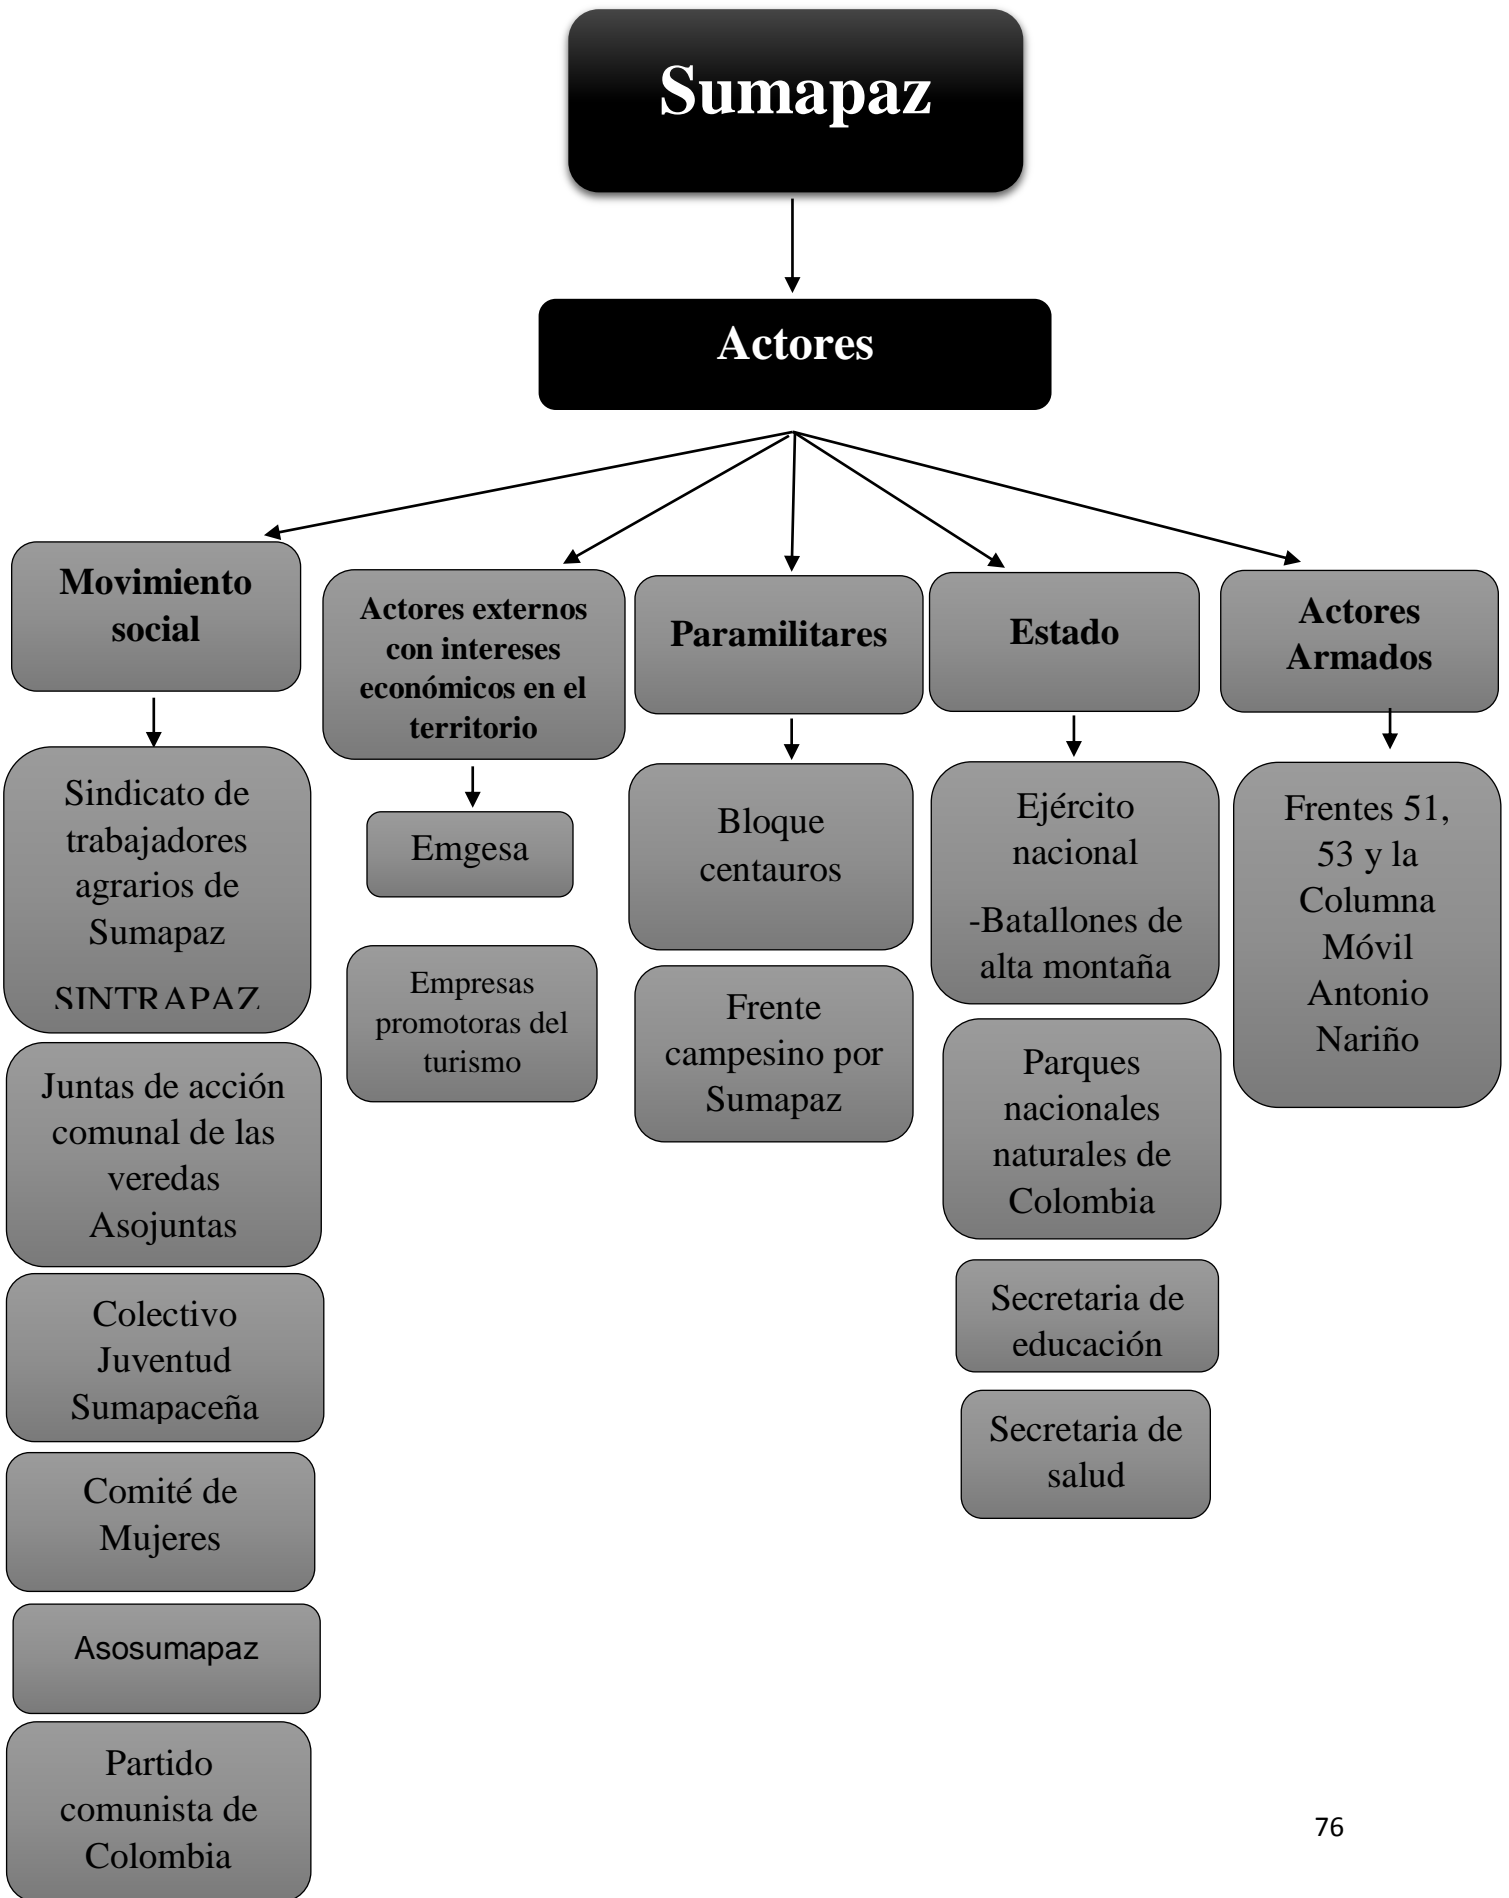 Sumapaz
Actores
Movimiento
social
Sindicato de
trabajadores
agrarios de
Sumapaz
SINTRAPAZ
Juntas de acción
comunal de las
veredas
Asojuntas
Colectivo
Juventud
Sumapaceña
Comité de
Mujeres
Asosumapaz
Partido
comunista de
Colombia
Actores externos
con intereses
económicos en el
territorio
Emgesa
Empresas
promotoras del
turismo
Paramilitares
Bloque
centauros
Frente
campesino por
Sumapaz
Estado
Ejército
nacional
-Batallones de
alta montaña
Parques
nacionales
naturales de
Colombia
Secretaria de
educación
Secretaria de
salud
Actores
Armados
Frentes 51,
53 y la
Columna
Móvil
Antonio
Nariño
76